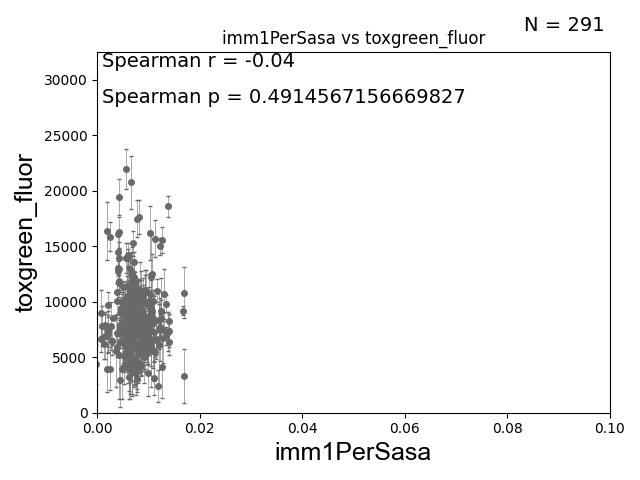 N = 291
imm1PerSasa vs toxgreen_fluor
Spearman r = -0.04
Spearman p = 0.4914567156669827
30000
25000
20000
15000
10000
5000
0
toxgreen_fluor
0.00 0.02 0.04 0.06 0.08 0.10
imm1PerSasa